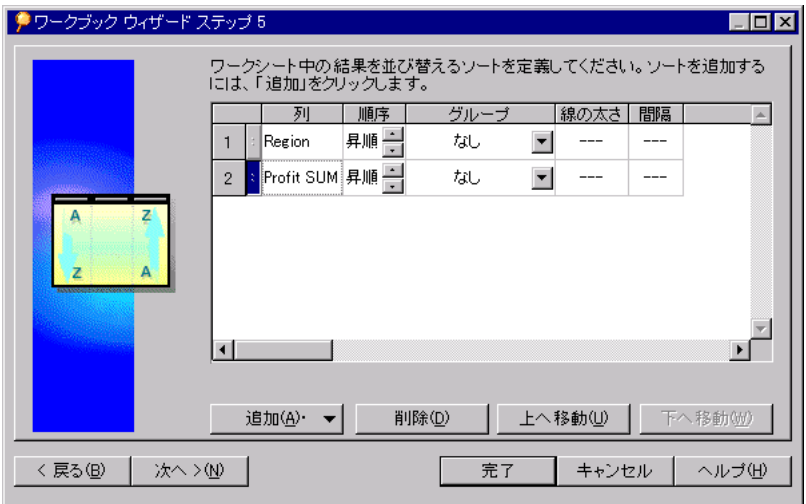 ワークブック ウィザード ステップ 5
ワークシート中の結果を並び替えるソートを定義してください。ソートを追加する
には、「追加」をクリックします。
列 順序 グループ 線の太さ 間隔
1 Region 昇順 なし --- ---
2 Profit SUM 昇順 なし --- ---
A Z
Z A
追加(A)· 削除(D) 上へ移動(U) 下へ移動(W)
< 戻る(B) 次へ >(N) 完了 キャンセル ヘルプ(H)